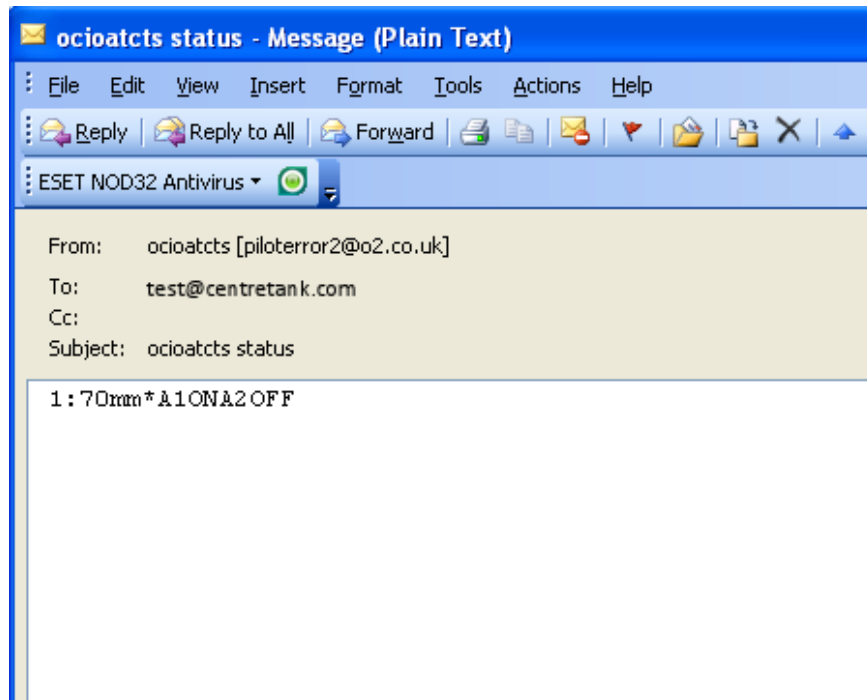 ocioatcts status - Message (Plain Text)
File Edit View Insert Format Tools Actions Help
Reply Reply to All Forward
ESET NOD32 Antivirus
From: ocioatcts [piloterror2@o2.co.uk]
To: test@centretank.com
Cc:
Subject: ocioatcts status
1:70mm*A1ONA2OFF